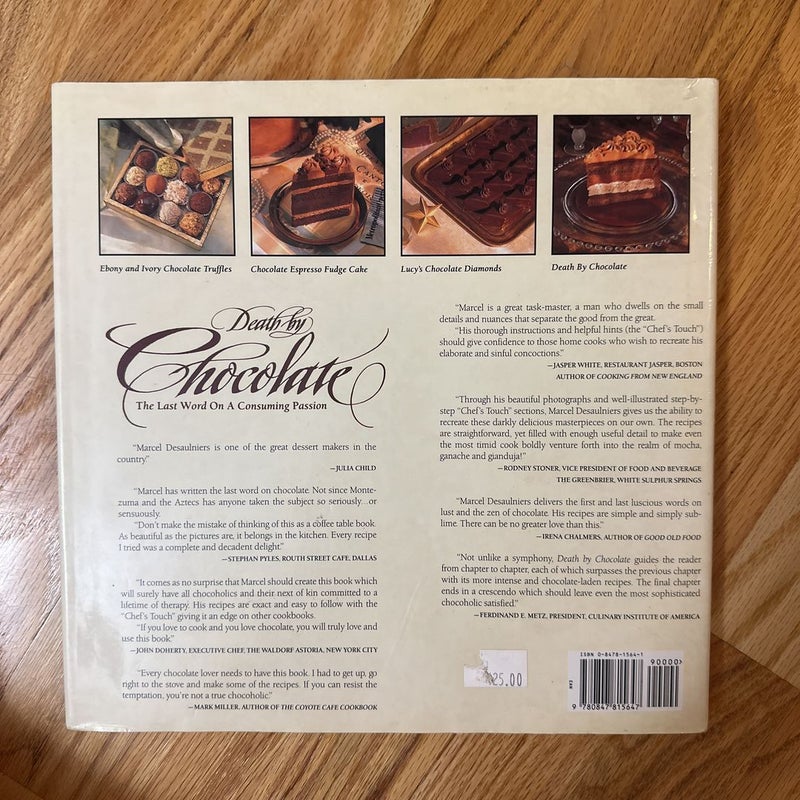 Ebony and Ivory Chocolate Truffles
Chocolate Espresso Fudge Cake
Lucy's Chocolate Diamonds
Death By Chocolate
Death by
Chocolate
The Last Word On A Consuming Passion
"Marcel Desaulniers is one of the great dessert makers in the
country."
—JULIA CHILD
"Marcel has written the last word on chocolate. Not since Monte-
zuma and the Aztecs has anyone taken the subject so seriously...or
sensuously.
"Don't make the mistake of thinking of this as a coffee table book.
As beautiful as the pictures are, it belongs in the kitchen. Every recipe
I tried was a complete and decadent delight."
—STEPHAN PYLES, ROUTH STREET CAFE, DALLAS
"It comes as no surprise that Marcel should create this book which
will surely have all chocoholics and their next of kin committed to a
lifetime of therapy. His recipes are exact and easy to follow with the
"Chef's Touch" giving it an edge on other cookbooks.
"If you love to cook and you love chocolate, you will truly love and
use this book."
—JOHN DOHERTY, EXECUTIVE CHEF, THE WALDORF ASTORIA, NEW YORK CITY
"Every chocolate lover needs to have this book. I had to get up, go
right to the stove and make some of the recipes. If you can resist the
temptation, you're not a true chocoholic."
—MARK MILLER, AUTHOR OF THE COYOTE CAFE COOKBOOK
"Marcel is a great task-master, a man who dwells on the small
details and nuances that separate the good from the great.
"His thorough instructions and helpful hints (the "Chef's Touch")
should give confidence to those home cooks who wish to recreate his
elaborate and sinful concoctions."
—JASPER WHITE, RESTAURANT JASPER, BOSTON
AUTHOR OF COOKING FROM NEW ENGLAND
"Through his beautiful photographs and well-illustrated step-by-
step "Chef's Touch" sections, Marcel Desaulniers gives us the ability to
recreate these darkly delicious masterpieces on our own. The recipes
are straightforward, yet filled with enough useful detail to make even
the most timid cook boldly venture forth into the realm of mocha,
ganache and gianduja!"
—RODNEY STONER, VICE PRESIDENT OF FOOD AND BEVERAGE
THE GREENBRIER, WHITE SULPHUR SPRINGS
"Marcel Desaulniers delivers the first and last luscious words on
lust and the zen of chocolate. His recipes are simple and simply sub-
lime. There can be no greater love than this."
—IRENA CHALMERS, AUTHOR OF GOOD OLD FOOD
"Not unlike a symphony, Death by Chocolate guides the reader
from chapter to chapter, each of which surpasses the previous chapter
with its more intense and chocolate-laden recipes. The final chapter
ends in a crescendo which should leave even the most sophisticated
chocoholic satisfied."
—FERDINAND E. METZ, PRESIDENT, CULINARY INSTITUTE OF AMERICA
25.00
ISBN 0-8478-1564-1
90000>
9 780847 815647